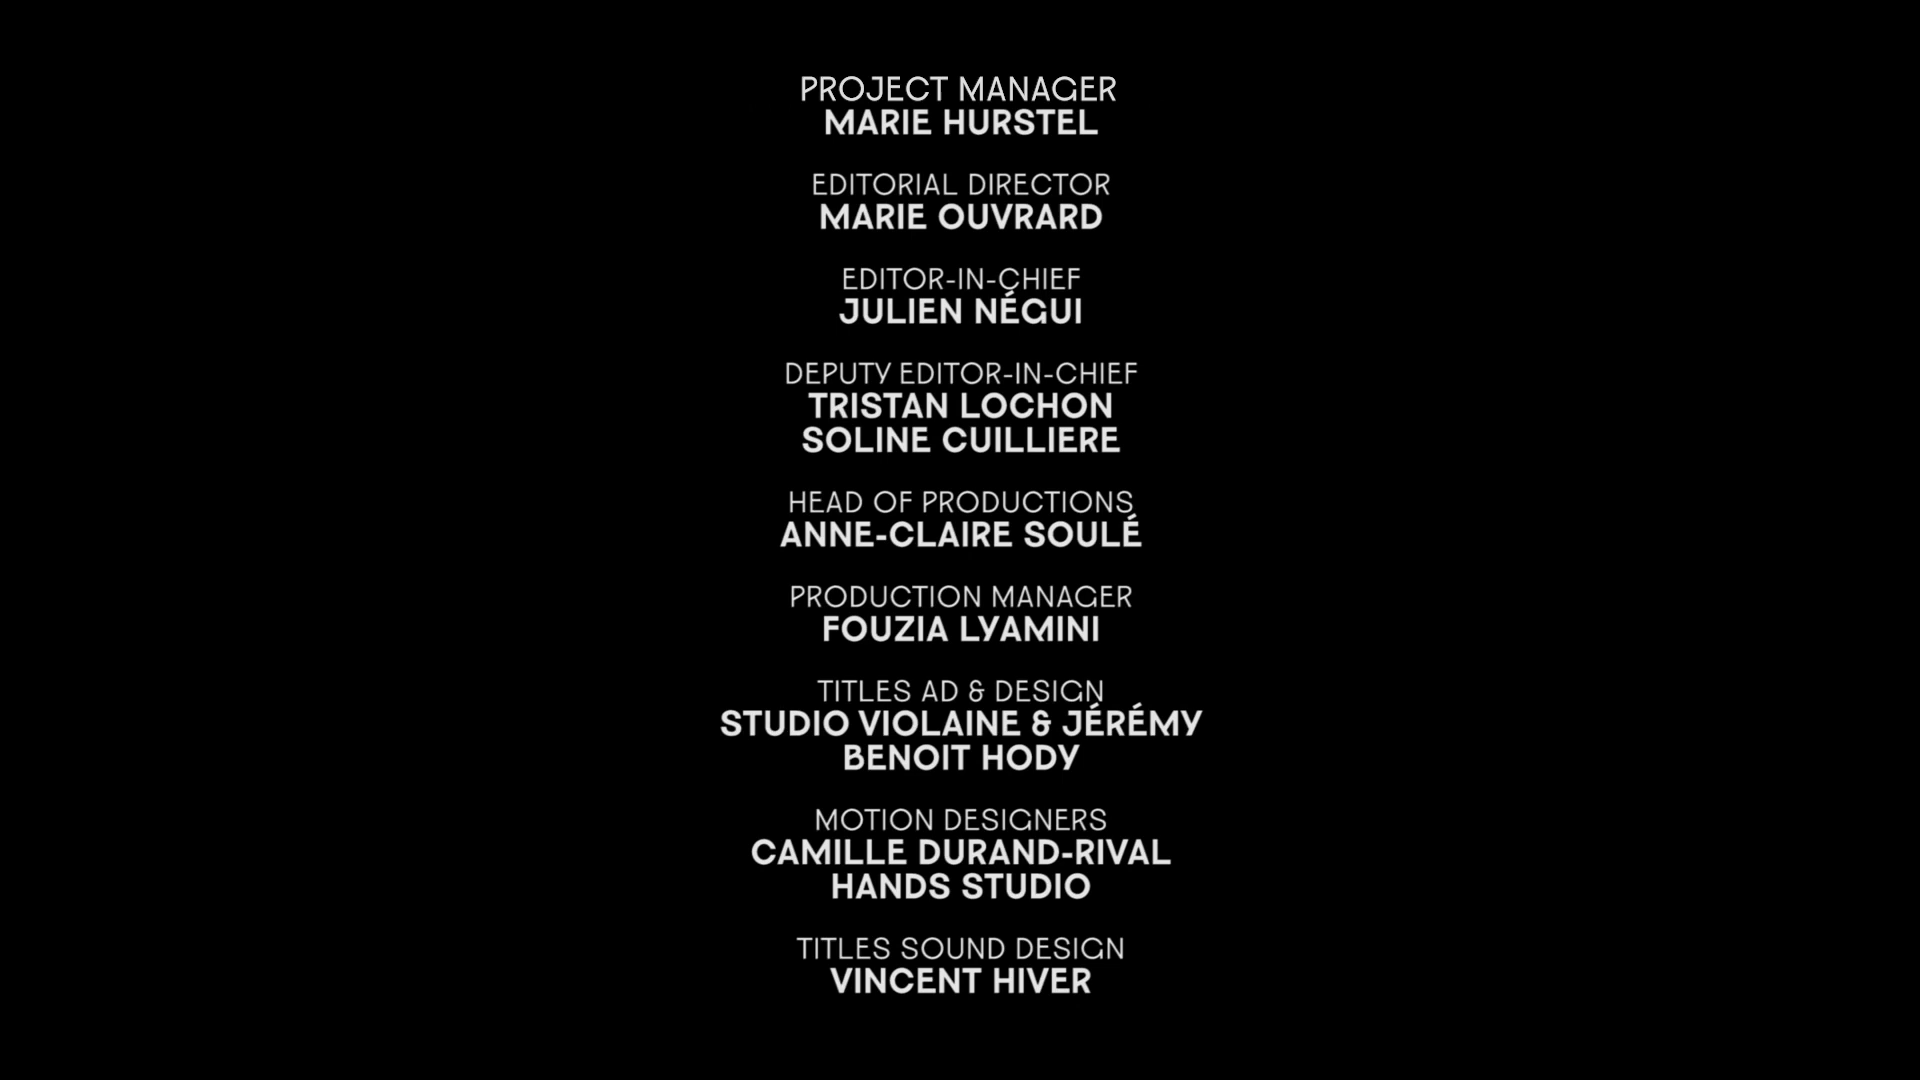 PROJECT MANAGER
MARIE HURSTEL
EDITORIAL DIRECTOR
MARIE OUVRARD
EDITOR-IN-CHIEF
JULIEN NÉGUI
DEPUTY EDITOR-IN-CHIEF
TRISTAN LOCHON
SOLINE CUILLIERE
HEAD OF PRODUCTIONS
ANNE-CLAIRE SOULÉ
PRODUCTION MANAGER
FOUZIA LYAMINI
TITLES AD & DESIGN
STUDIO VIOLAINE & JÉRÉMY
BENOIT HODY
MOTION DESIGNERS
CAMILLE DURAND-RIVAL
HANDS STUDIO
TITLES SOUND DESIGN
VINCENT HIVER